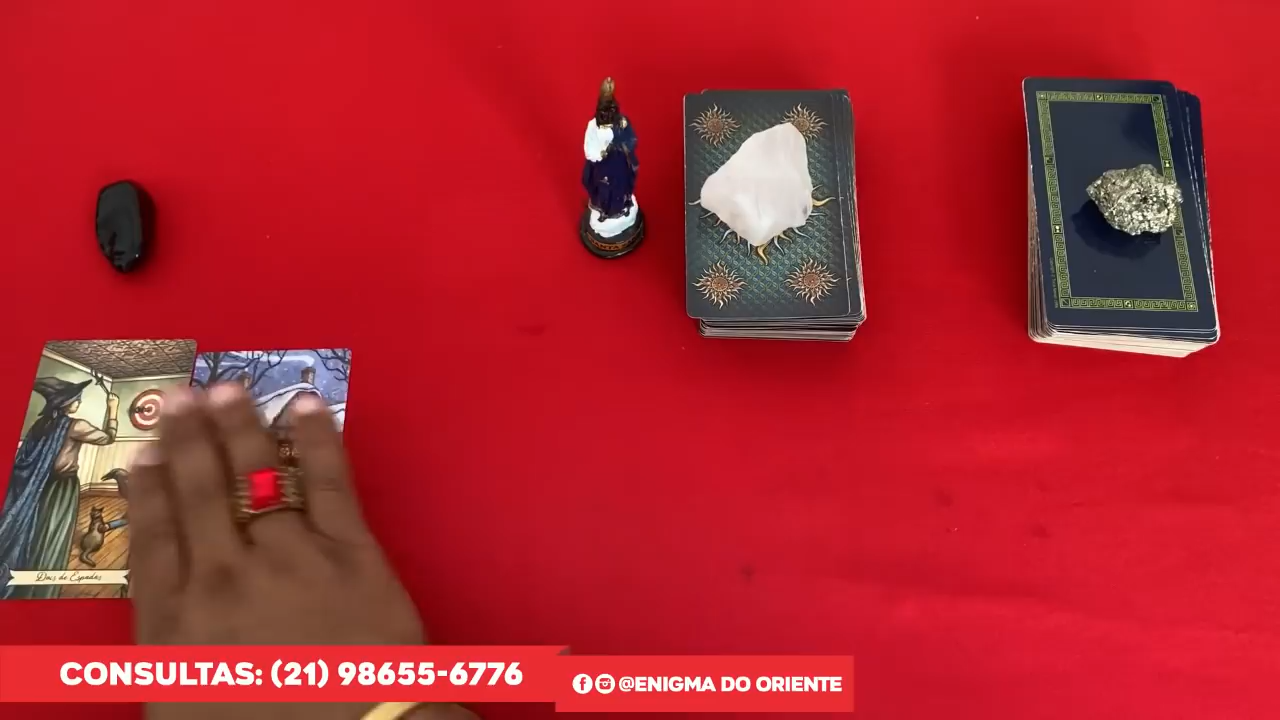 Dois de Espadas
CONSULTAS: (21) 98655-6776
@ENIGMA DO ORIENTE